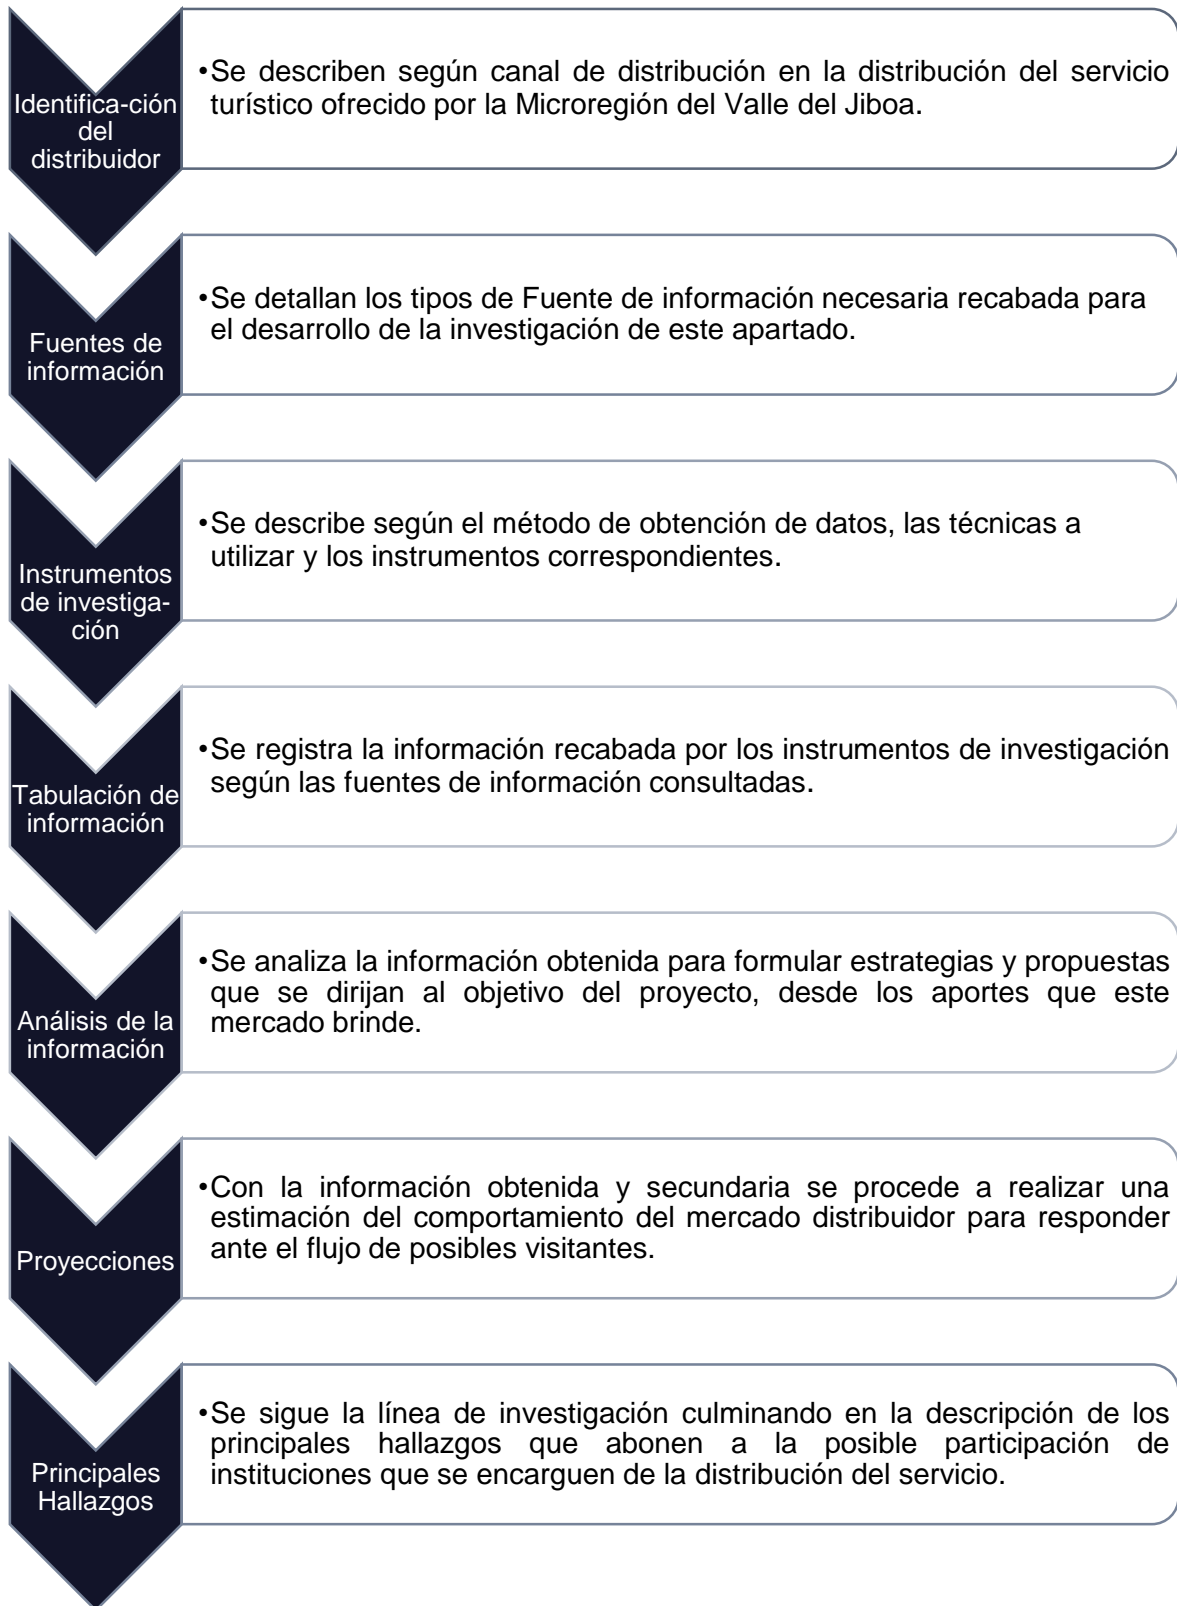 Identifica-ción
del
distribuidor
•Se describen según canal de distribución en la distribución del servicio
turístico ofrecido por la Microregión del Valle del Jiboa.
Fuentes de
información
•Se detallan los tipos de Fuente de información necesaria recabada para
el desarrollo de la investigación de este apartado.
Instrumentos
de investiga-
ción
•Se describe según el método de obtención de datos, las técnicas a
utilizar y los instrumentos correspondientes.
Tabulación de
información
•Se registra la información recabada por los instrumentos de investigación
según las fuentes de información consultadas.
Análisis de la
información
•Se analiza la información obtenida para formular estrategias y propuestas
que se dirijan al objetivo del proyecto, desde los aportes que este
mercado brinde.
Proyecciones
•Con la información obtenida y secundaria se procede a realizar una
estimación del comportamiento del mercado distribuidor para responder
ante el flujo de posibles visitantes.
Principales
Hallazgos
•Se sigue la línea de investigación culminando en la descripción de los
principales hallazgos que abonen a la posible participación de
instituciones que se encarguen de la distribución del servicio.